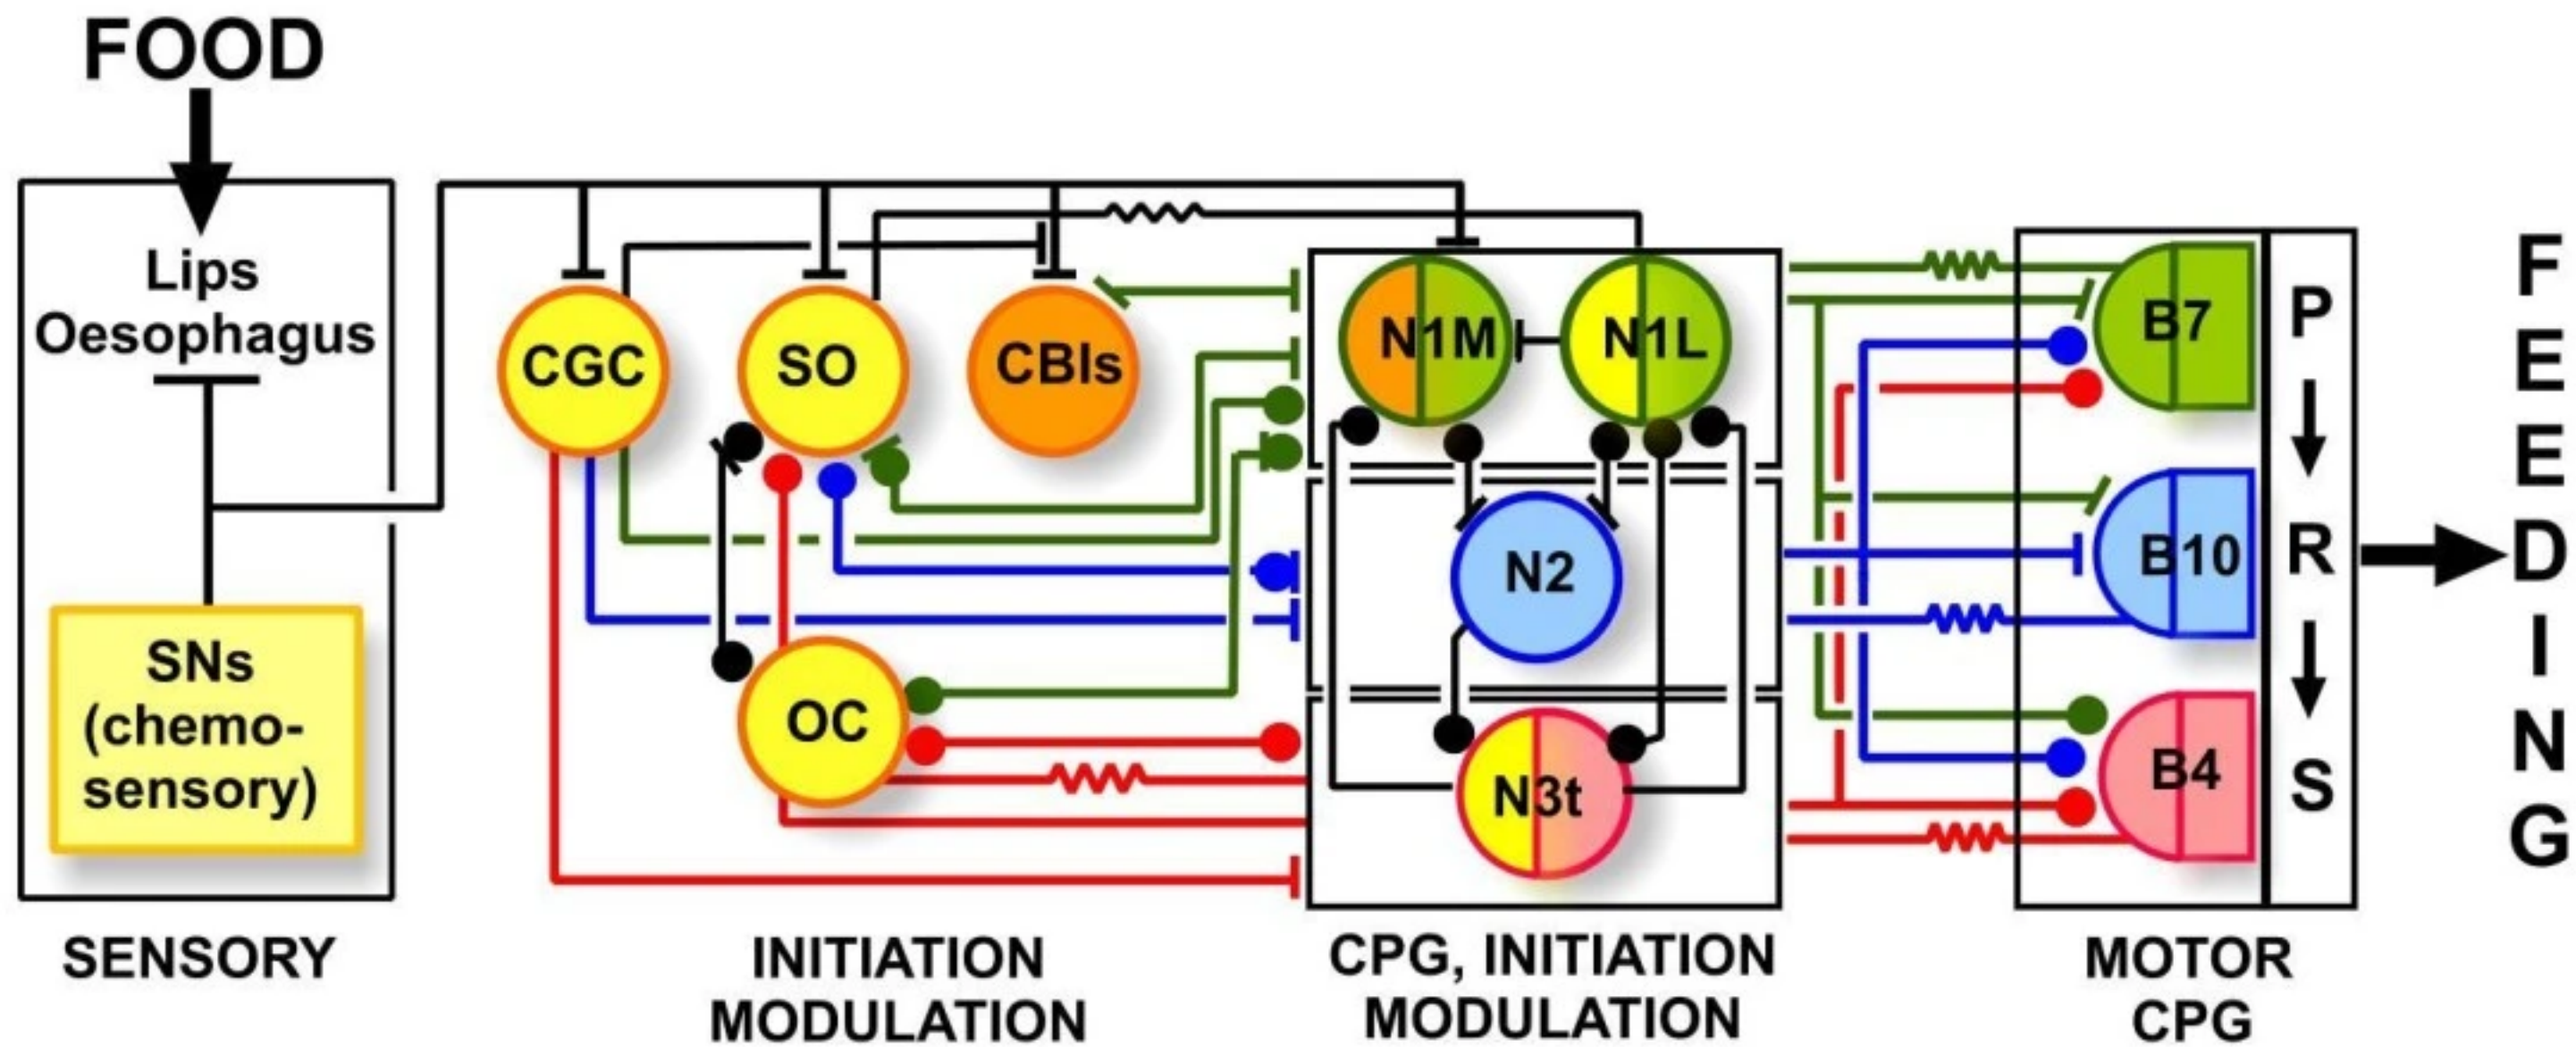 FOOD
Lips
Oesophagus
SNs
(chemo-
sensory)
SENSORY
CGC
SO
CBIs
OC
INITIATION
MODULATION
N1M
N1L
N2
N3t
CPG, INITIATION
MODULATION
B7
B10
B4
P
R
S
MOTOR
CPG
FEEDING